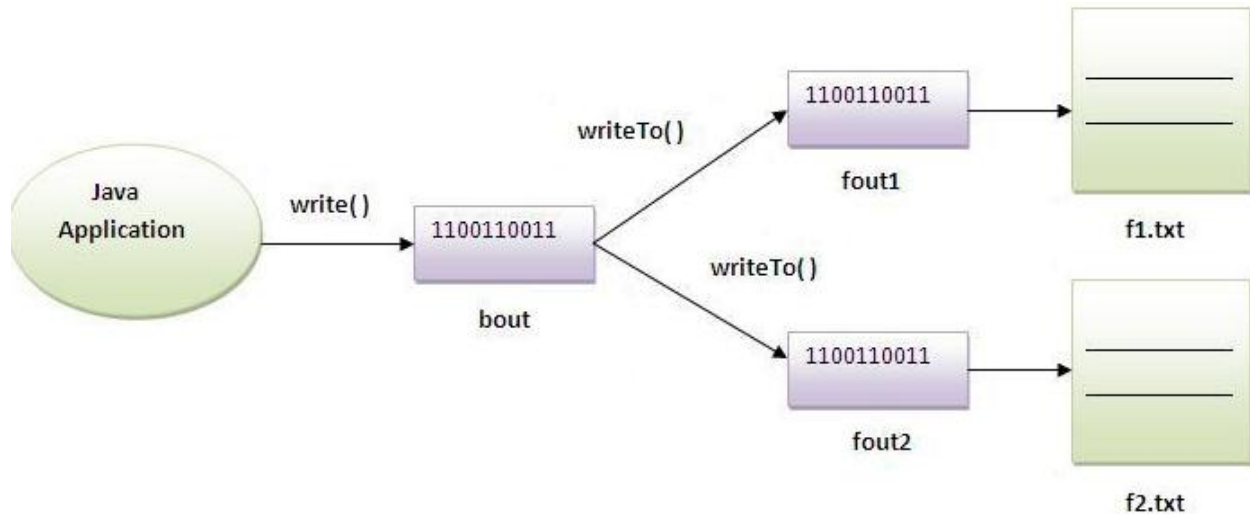 Java
Application
write( )
1100110011
bout
writeTo( )
1100110011
fout1
f1.txt
writeTo( )
1100110011
fout2
f2.txt